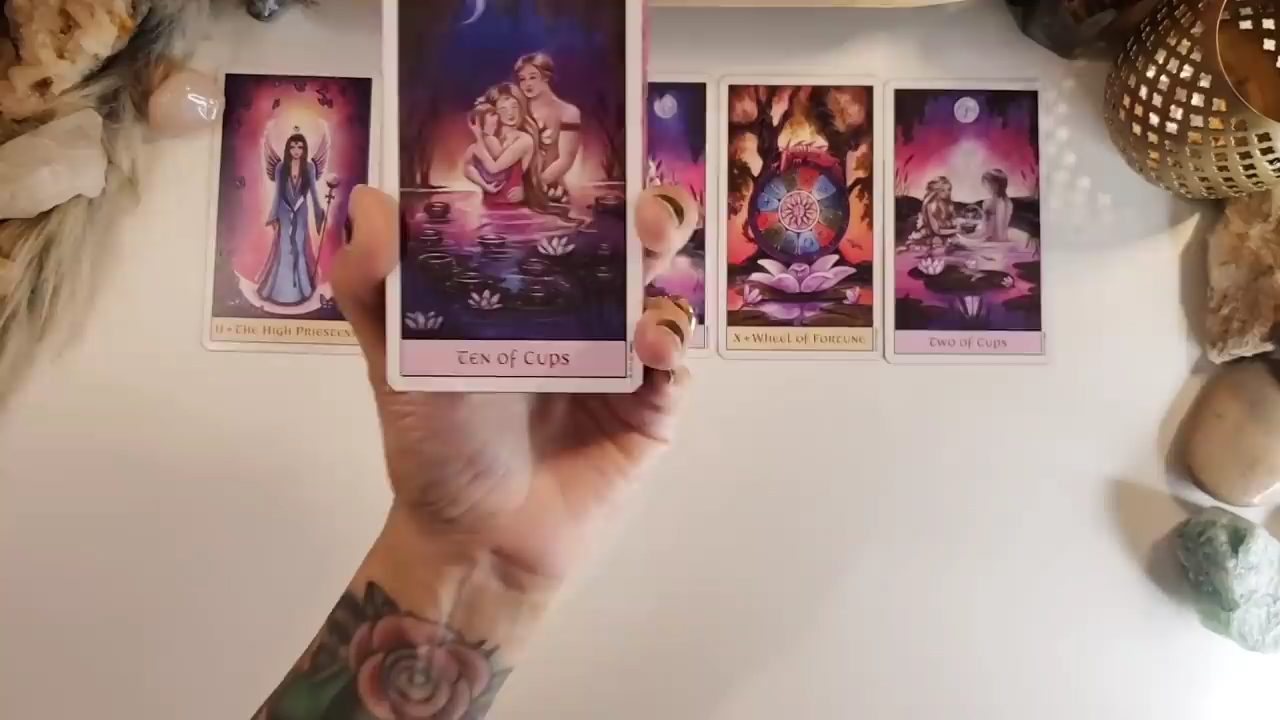 II + The High Priestess
Ten of Cups
X + Wheel of Fortune
Two of Cups